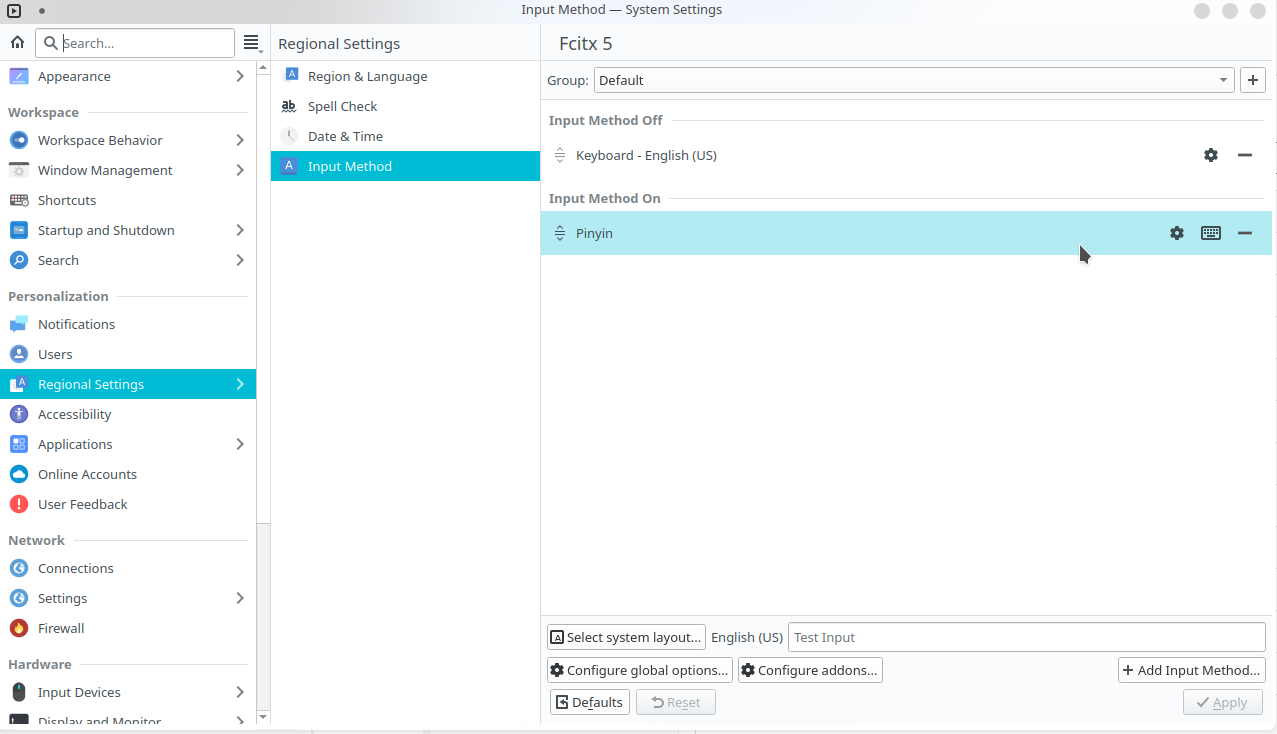 Input Method — System Settings
Search...
Appearance
Workspace
Workspace Behavior
Window Management
Shortcuts
Startup and Shutdown
Search
Personalization
Notifications
Users
Regional Settings
Accessibility
Applications
Online Accounts
User Feedback
Network
Connections
Settings
Firewall
Hardware
Input Devices
Display and Monitor
Regional Settings
Region & Language
Spell Check
Date & Time
Input Method
Fcitx 5
Group: Default
Input Method Off
Keyboard - English (US)
Input Method On
Pinyin
Select system layout... English (US) Test Input
Configure global options... Configure addons... Add Input Method...
Defaults Reset Apply